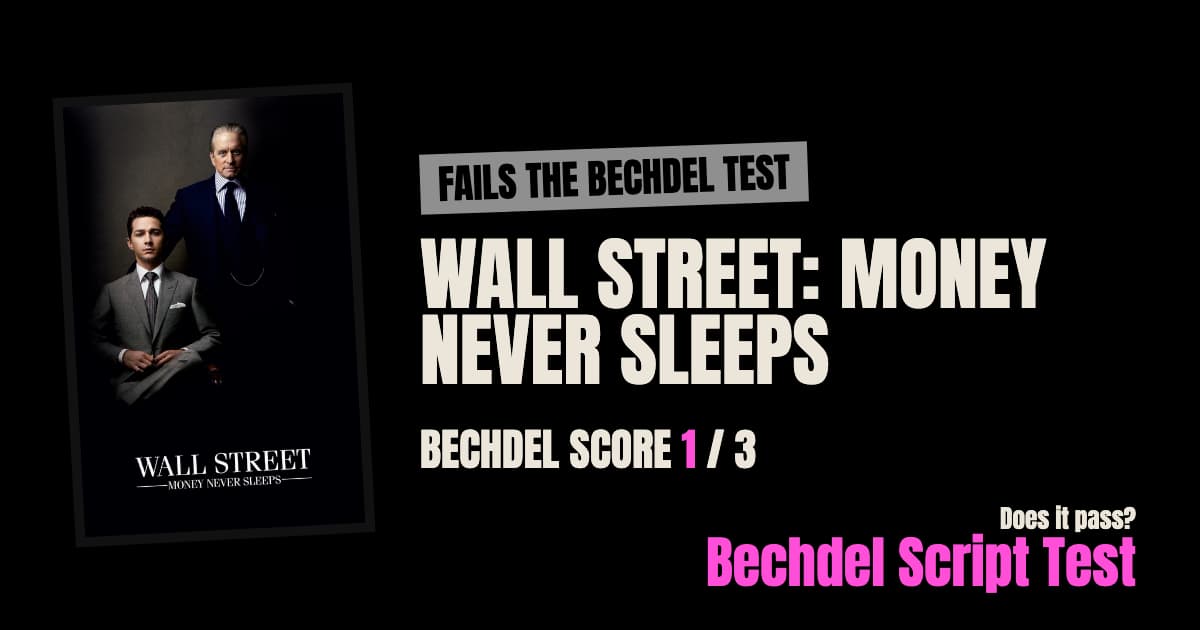 FAILS THE BECHDEL TEST
WALL STREET: MONEY
NEVER SLEEPS
BECHDEL SCORE 1 / 3
WALL STREET
MONEY NEVER SLEEPS
Does it pass?
Bechdel Script Test